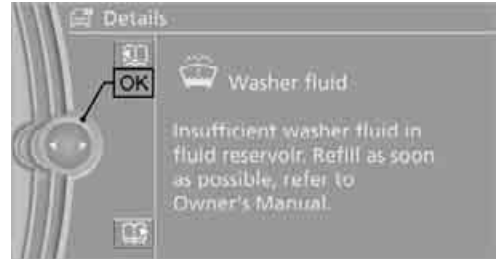 Details
OK
Washer fluid
Insufficient washer fluid in
fluid reservoir. Refill as soon
as possible, refer to
Owner's Manual.